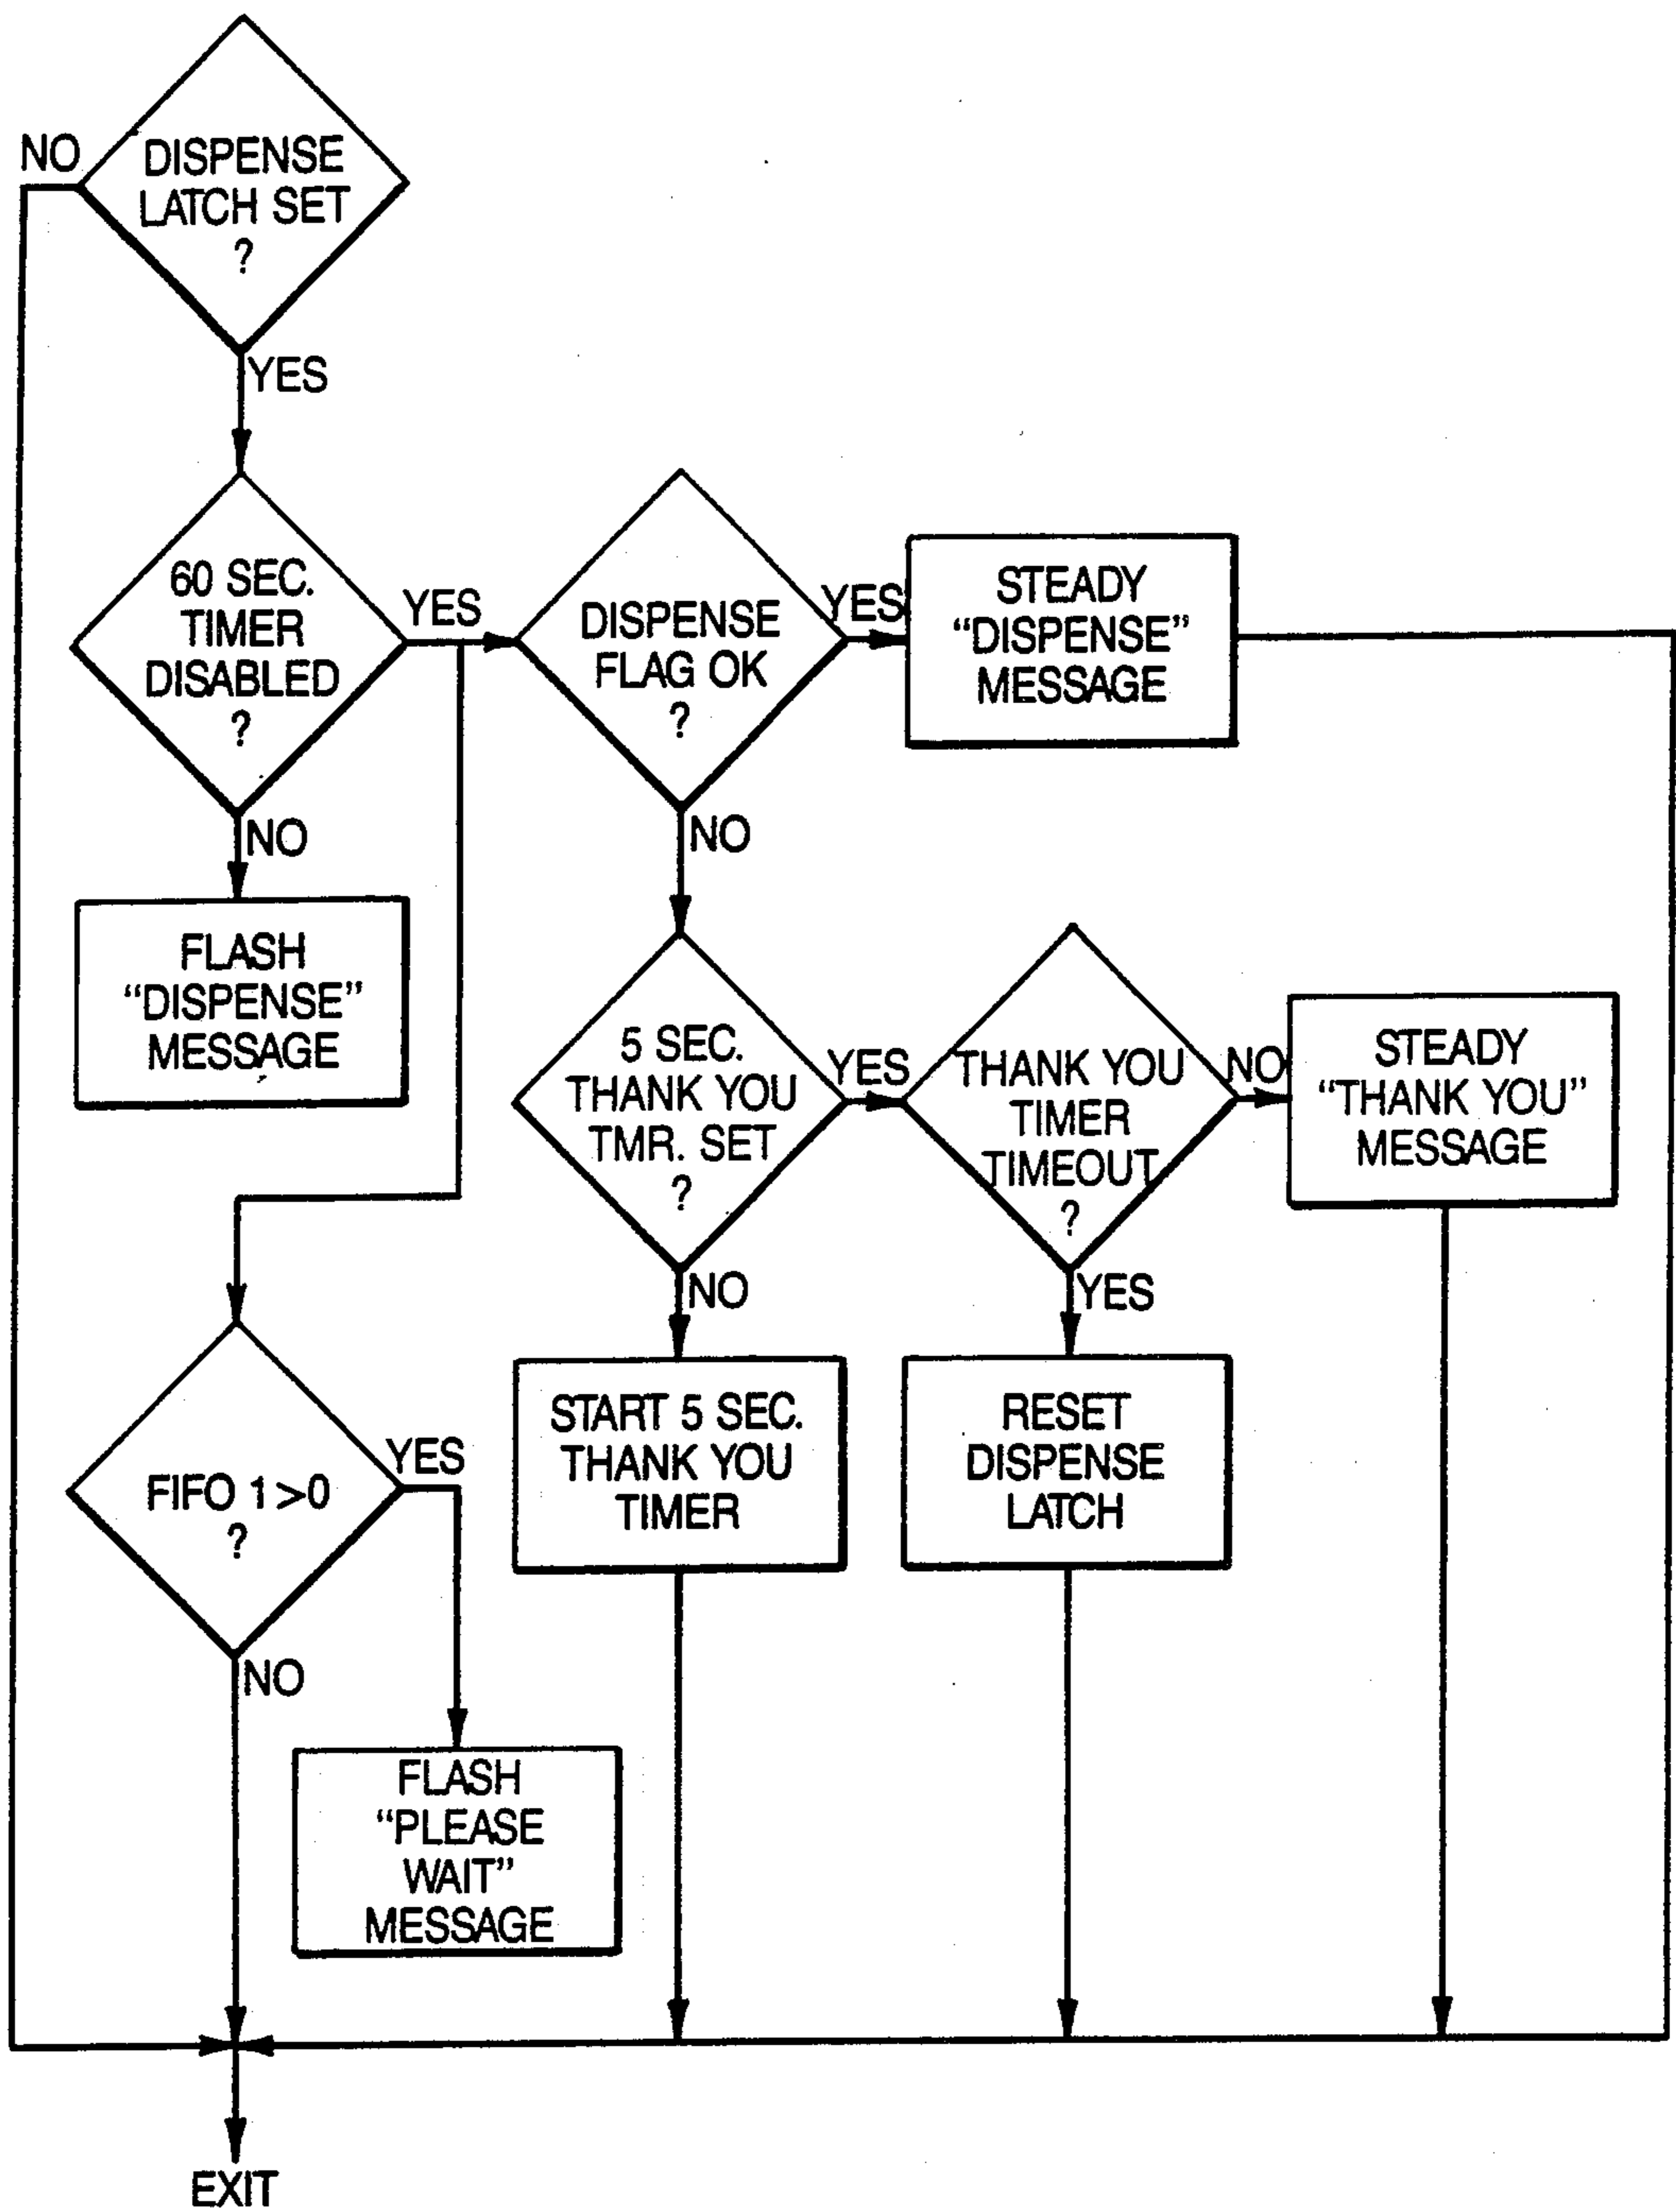 NO
DISPENSE
LATCH SET
?
YES
60 SEC.
TIMER
DISABLED
?
YES
NO
DISPENSE
FLAG OK
?
YES
NO
STEADY
“DISPENSE”
MESSAGE
FLASH
“DISPENSE”
MESSAGE
5 SEC.
THANK YOU
TMR. SET
?
YES
NO
THANK YOU
TIMER
TIMEOUT
?
NO
YES
STEADY
“THANK YOU”
MESSAGE
START 5 SEC.
THANK YOU
TIMER
RESET
DISPENSE
LATCH
FIFO 1>0
?
YES
NO
FLASH
“PLEASE
WAIT”
MESSAGE
EXIT